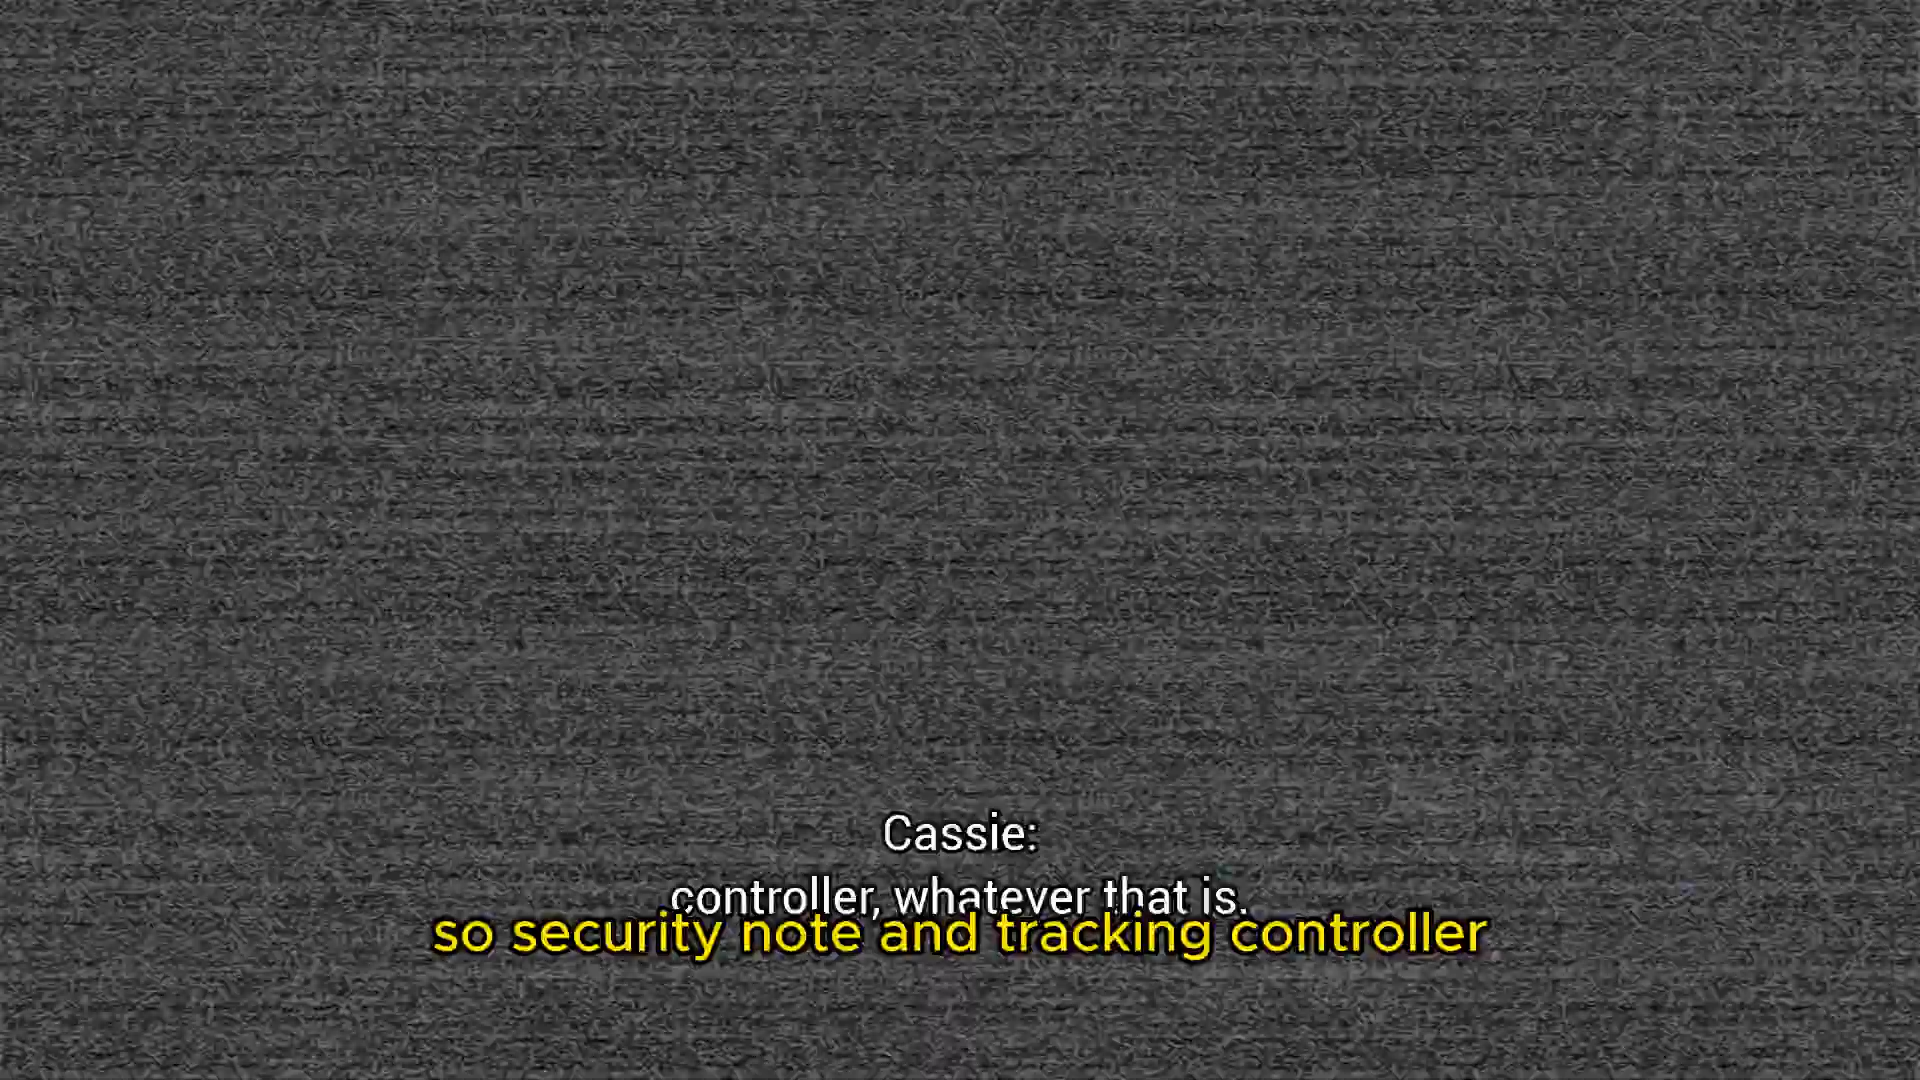 Cassie:
controller, whatever that is.
so security note and tracking controller